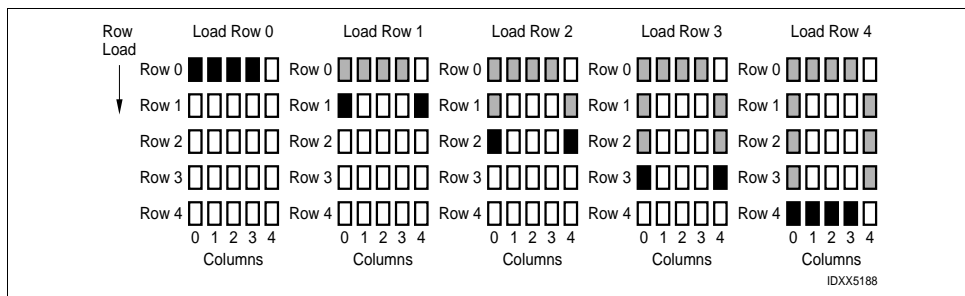 Row Load
Load Row 0
Load Row 1
Load Row 2
Load Row 3
Load Row 4
Row 0
Row 1
Row 2
Row 3
Row 4
0 1 2 3 4
Columns
Row 0
Row 1
Row 2
Row 3
Row 4
0 1 2 3 4
Columns
Row 0
Row 1
Row 2
Row 3
Row 4
0 1 2 3 4
Columns
Row 0
Row 1
Row 2
Row 3
Row 4
0 1 2 3 4
Columns
Row 0
Row 1
Row 2
Row 3
Row 4
0 1 2 3 4
Columns
IDXX5188